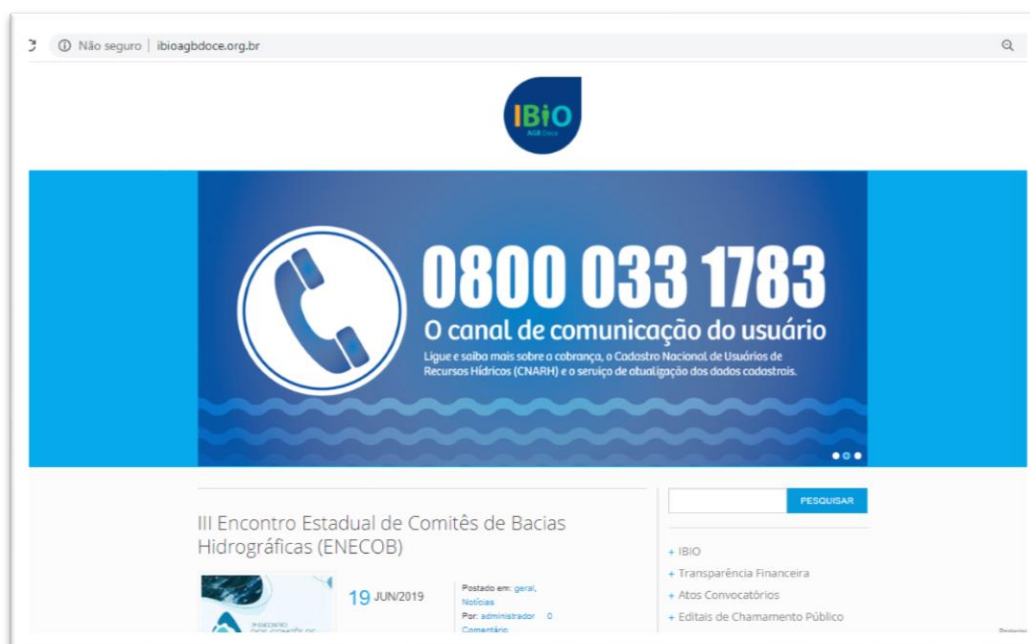 Não seguro | ibioagbdoce.org.br
IBiO
AGB Doce
0800 033 1783
O canal de comunicação do usuário
Ligue e saiba mais sobre a cobrança, o Cadastro Nacional de Usuários de
Recursos Hídricos (CNARH) e o serviço de atualização dos dados cadastrais.
III Encontro Estadual de Comitês de Bacias
Hidrográficas (ENECOB)
19 JUN/2019
Postado em: geral,
Notícias
Por: administrador 0
Comentário
PESQUISAR
+ IBIO
+ Transparência Financeira
+ Atos Convocatórios
+ Editais de Chamamento Público